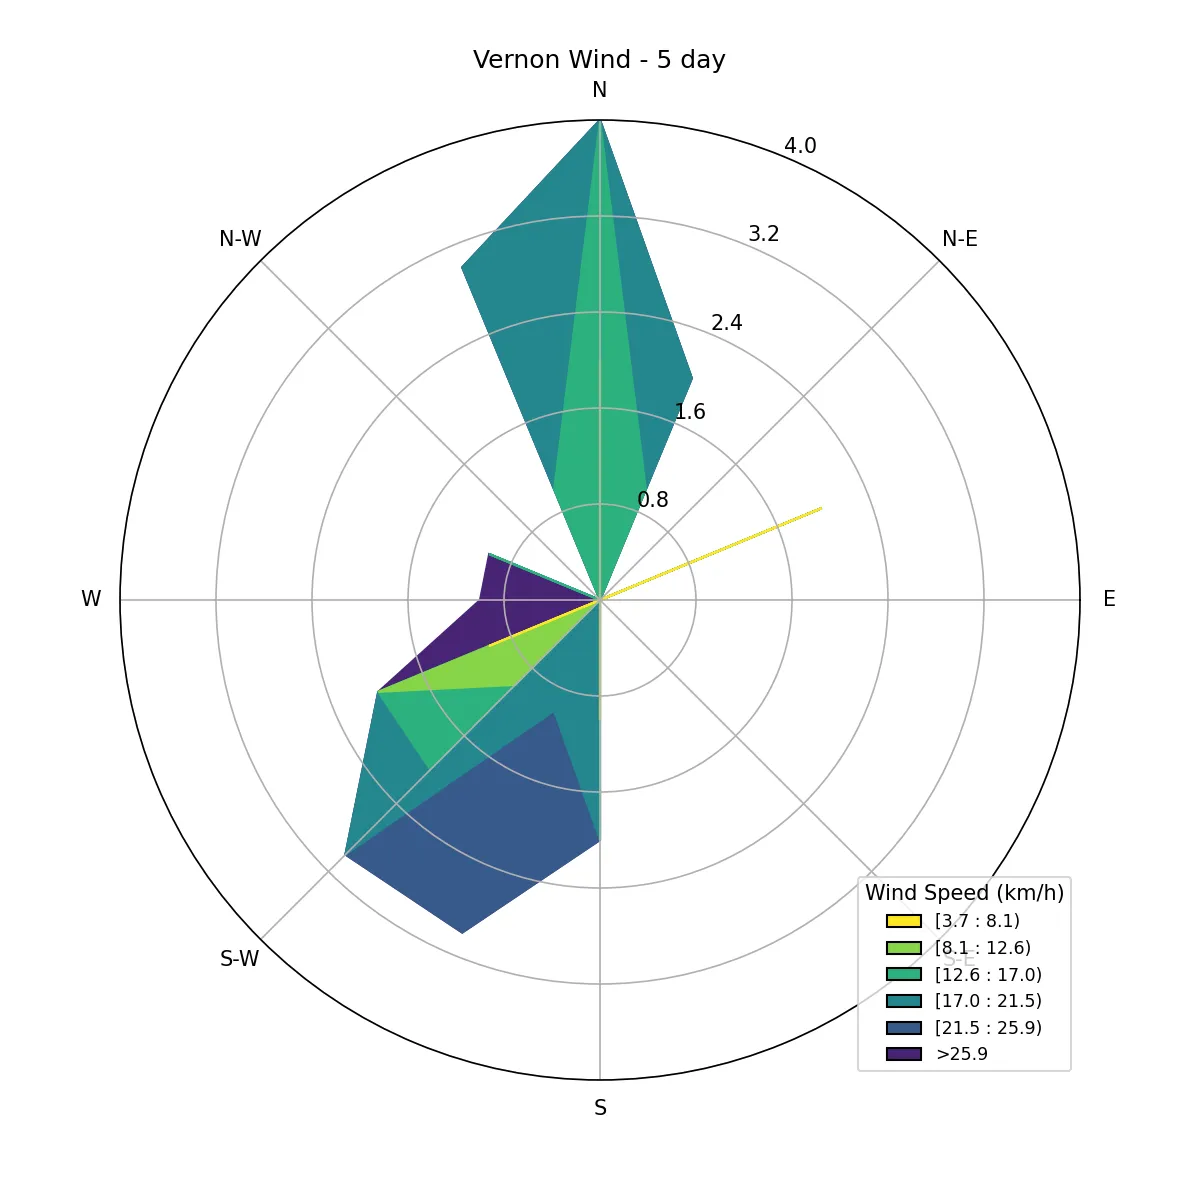 Vernon Wind - 5 day
N
4.0
N-W
3.2
N-E
2.4
1.6
0.8
W
E
S-W
S-E
S
Wind Speed (km/h)
[3.7 : 8.1)
[8.1 : 12.6)
[12.6 : 17.0)
[17.0 : 21.5)
[21.5 : 25.9)
>25.9